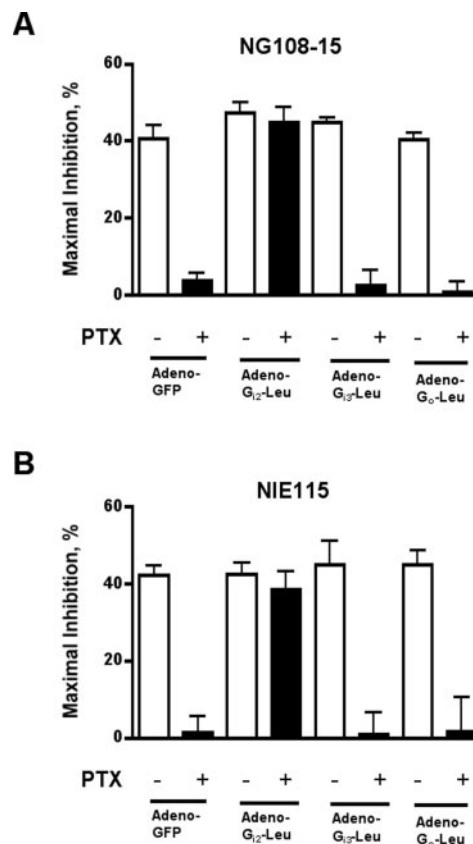 A
NG108-15
Maximal Inhibition, %
60
40
20
0
PTX - + - + - + - +
Adeno-GFP
Adeno-Gi2-Leu
Adeno-Gi3-Leu
Adeno-Go-Leu
B
NIE115
Maximal Inhibition, %
60
40
20
0
PTX - + - + - + - +
Adeno-GFP
Adeno-Gi2-Leu
Adeno-Gi3-Leu
Adeno-Go-Leu